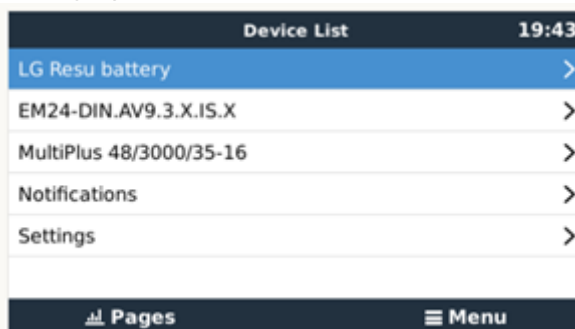 Device List 19:43
LG Resu battery
EM24-DIN.AV9.3.X.IS.X
MultiPlus 48/3000/35-16
Notifications
Settings
Pages Menu